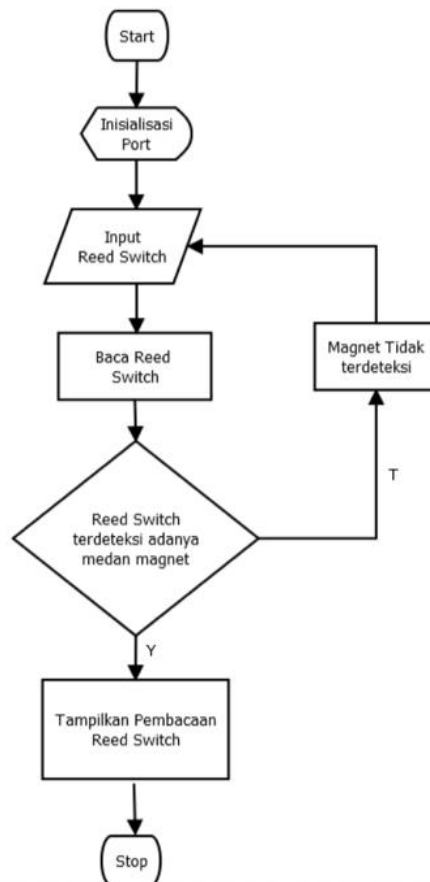 Start
Inisialisasi
Port
Input
Reed Switch
Baca Reed
Switch
Magnet Tidak
terdeteksi
T
Reed Switch
terdeteksi adanya
medan magnet
Y
Tampilkan Pembacaan
Reed Switch
Stop